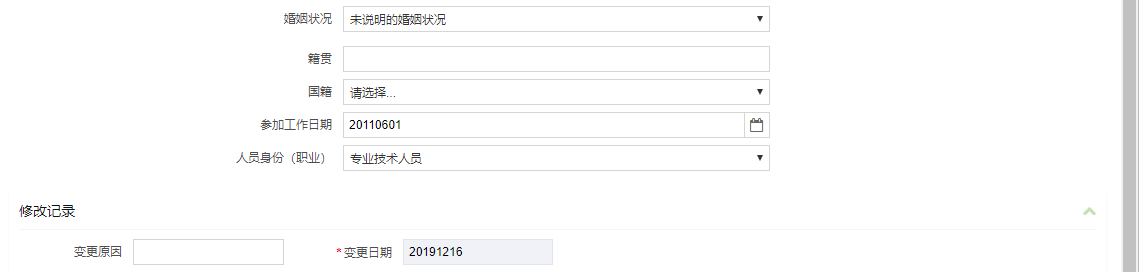 婚姻状况 未说明的婚姻状况
籍贯
国籍 请选择...
参加工作日期 20110601
人员身份（职业） 专业技术人员
修改记录
变更原因 *变更日期 20191216